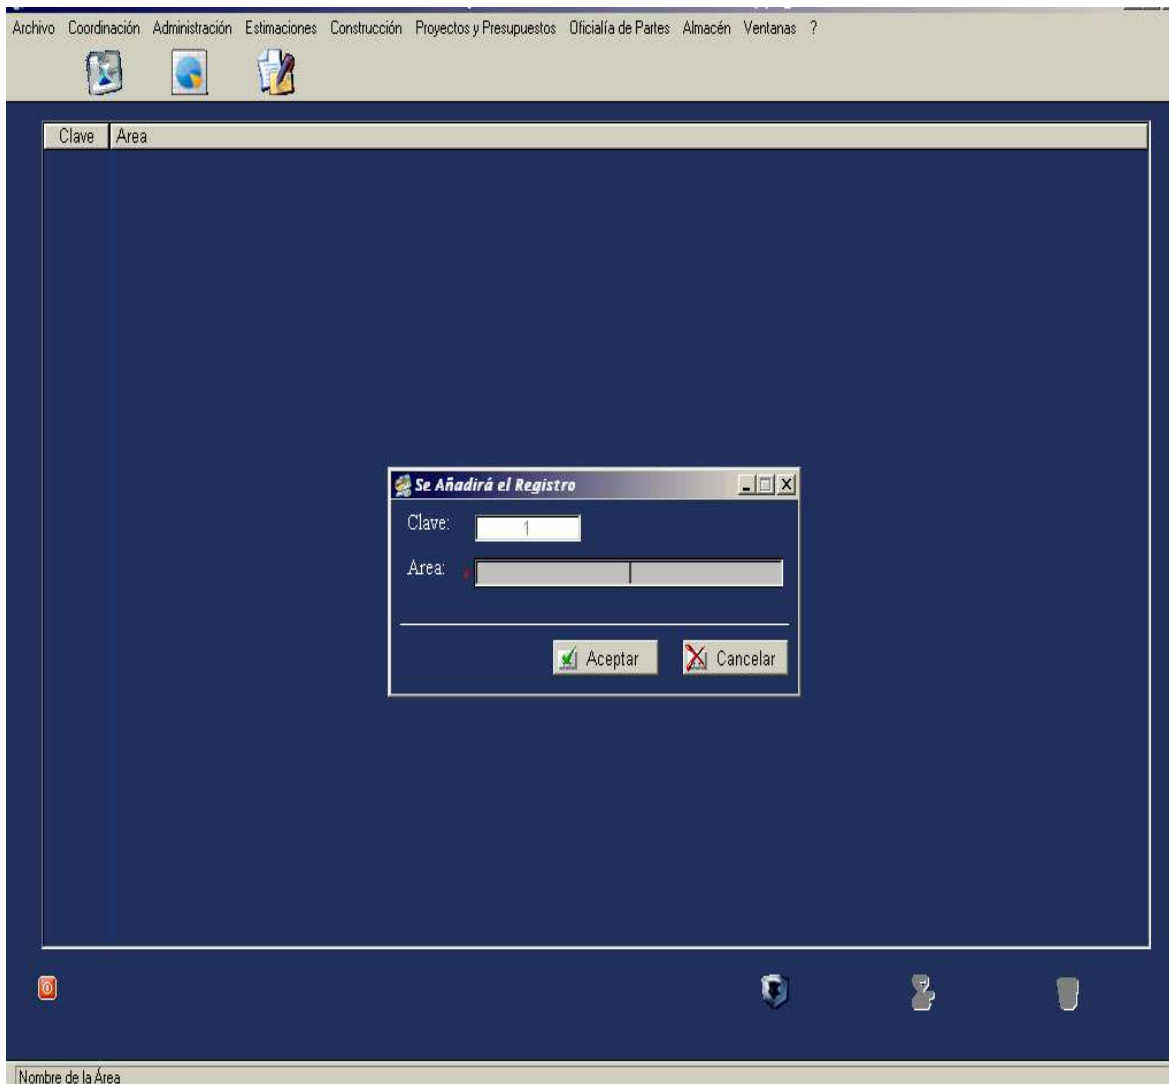 Archivo Coordinación Administración Estimaciones Construcción Proyectos y Presupuestos Oficialía de Partes Almacén Ventanas ?
Clave Area
Se Añadirá el Registro
Clave: 1
Area:
Aceptar Cancelar
Nombre de la Área